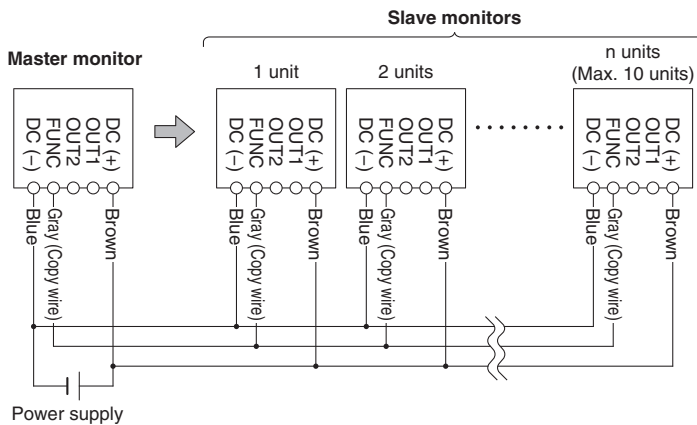 Slave monitors
Master monitor
1 unit
2 units
n units
(Max. 10 units)
DC (−)
FUNC
OUT2
OUT1
DC (+)
DC (−)
FUNC
OUT2
OUT1
DC (+)
DC (−)
FUNC
OUT2
OUT1
DC (+)
DC (−)
FUNC
OUT2
OUT1
DC (+)
Blue
Gray (Copy wire)
Brown
Blue
Gray (Copy wire)
Brown
Blue
Gray (Copy wire)
Brown
Blue
Gray (Copy wire)
Brown
Power supply